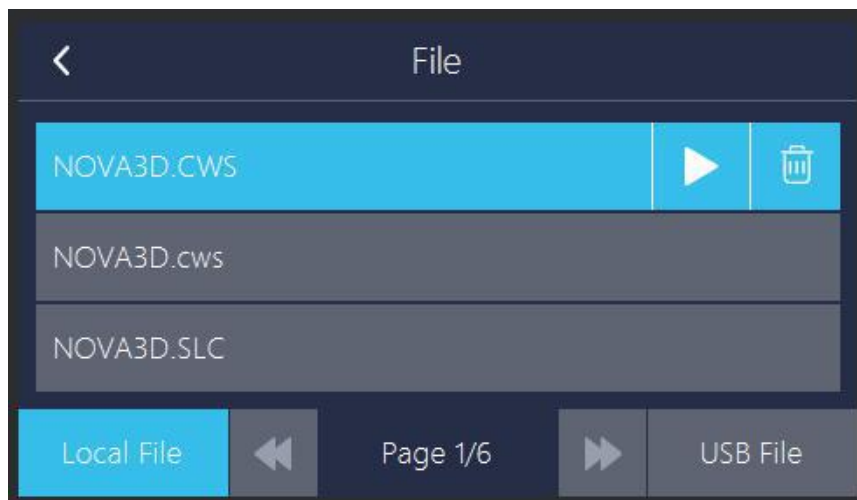 File
NOVA3D.CWS
NOVA3D.cws
NOVA3D.SLC
Local File Page 1/6 USB File